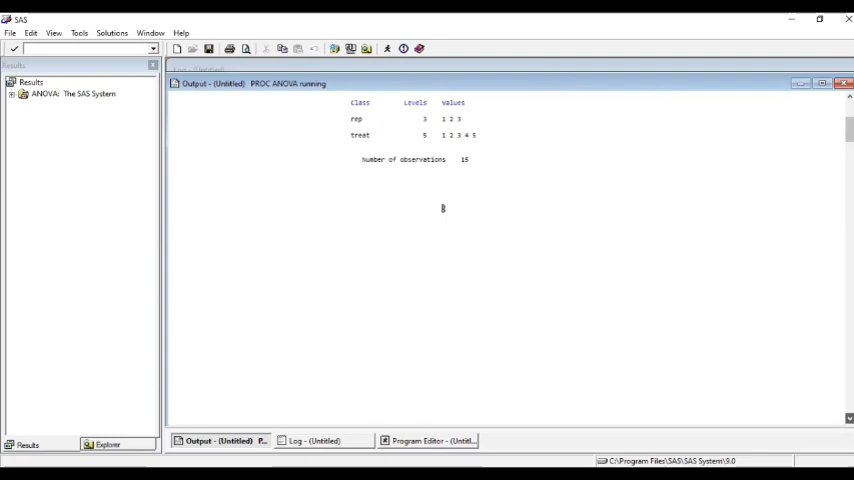 SAS
File Edit View Tools Solutions Window Help
Results
Log - (Untitled)
Results
ANOVA: The SAS System
Output - (Untitled) PROC ANOVA running
Class Levels Values
rep 3 1 2 3
treat 5 1 2 3 4 5
Number of observations 15
Results
Explorer
Output - (Untitled) P...
Log - (Untitled)
Program Editor - (Untitl...
C:\Program Files\SAS\SAS System\9.0